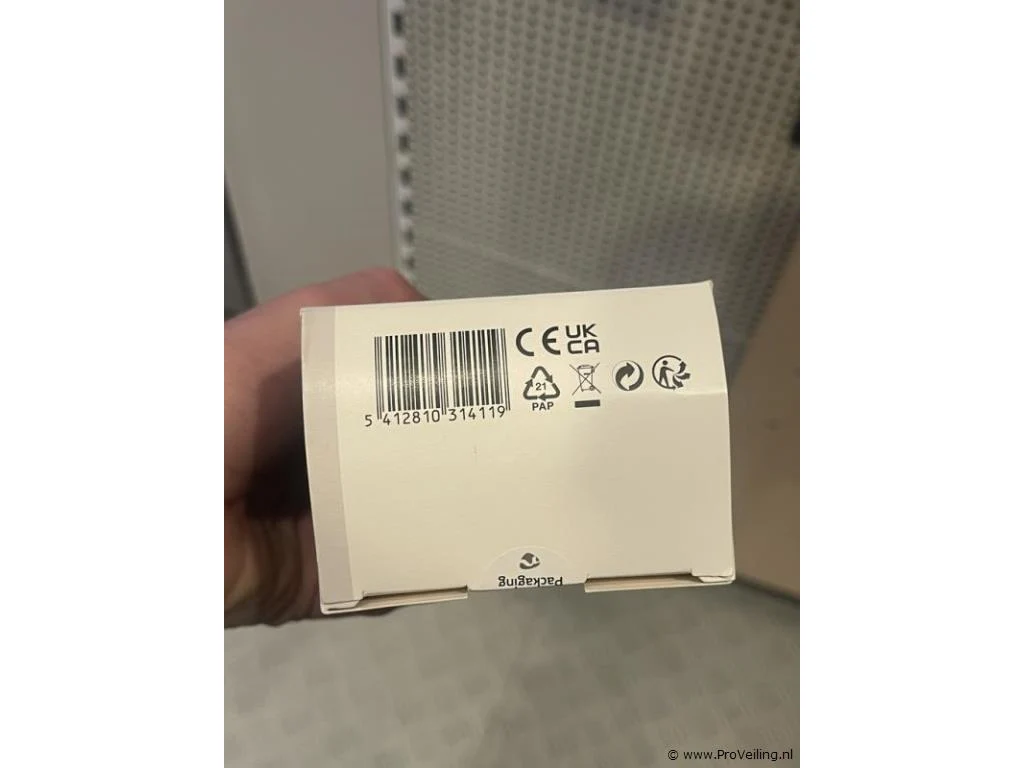 CE UK
CA
21
PAP
5 412810 314119
Packaging
© www.ProVeiling.nl